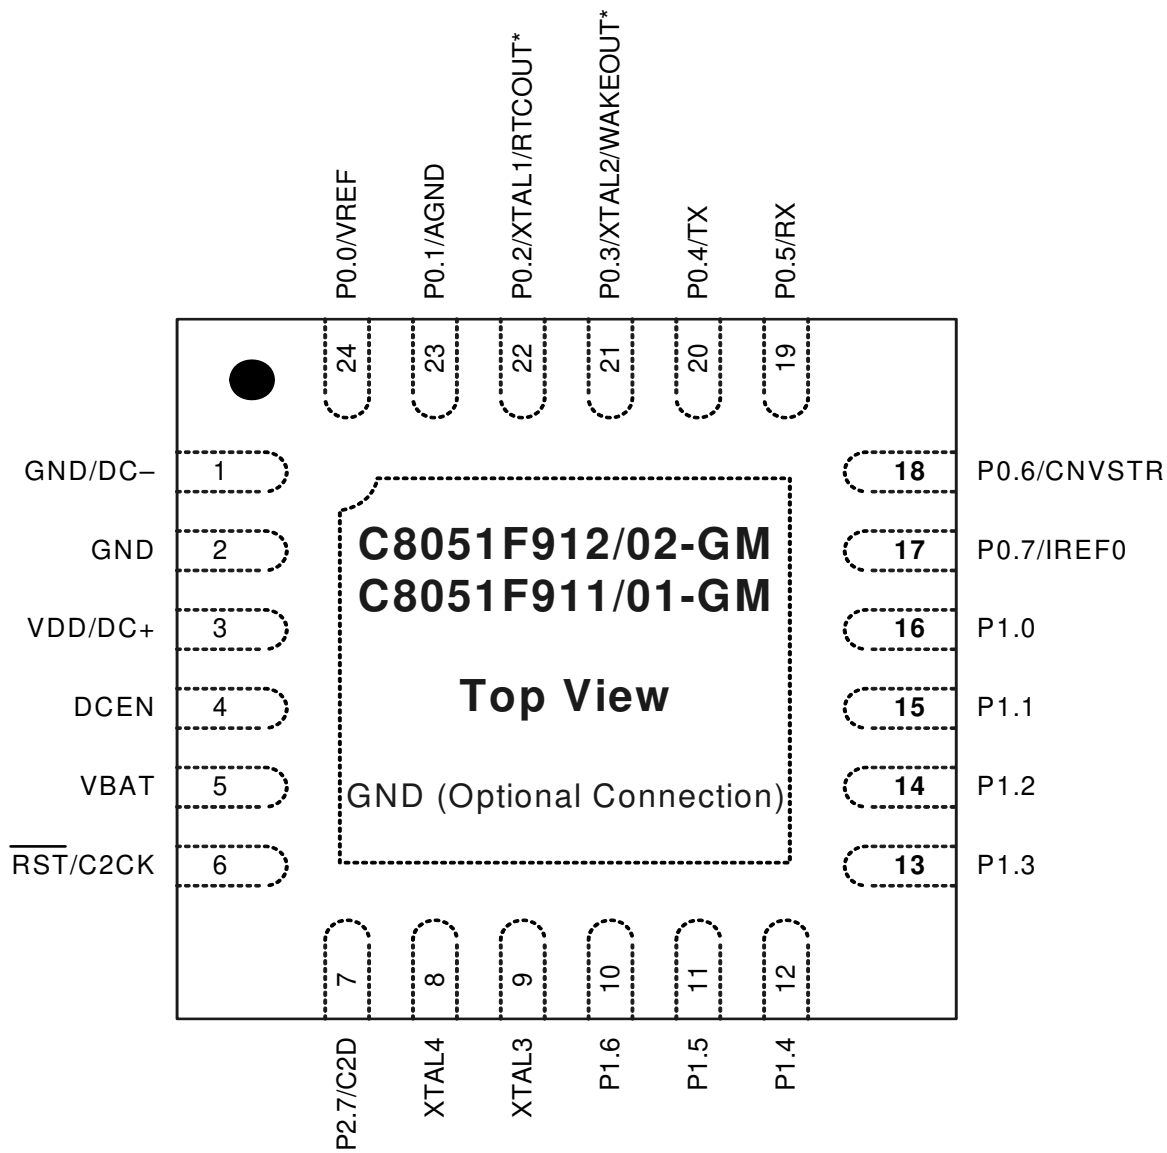 P0.0/VREF
P0.1/AGND
P0.2/XTAL1/RTCOUT*
P0.3/XTAL2/WAKEOUT*
P0.4/TX
P0.5/RX
24
23
22
21
20
19
GND/DC–
1
18
P0.6/CNVSTR
GND
2
17
P0.7/IREF0
VDD/DC+
3
16
P1.0
DCEN
4
15
P1.1
VBAT
5
14
P1.2
RST/C2CK
6
13
P1.3
C8051F912/02-GM
C8051F911/01-GM
Top View
GND (Optional Connection)
7
8
9
10
11
12
P2.7/C2D
XTAL4
XTAL3
P1.6
P1.5
P1.4